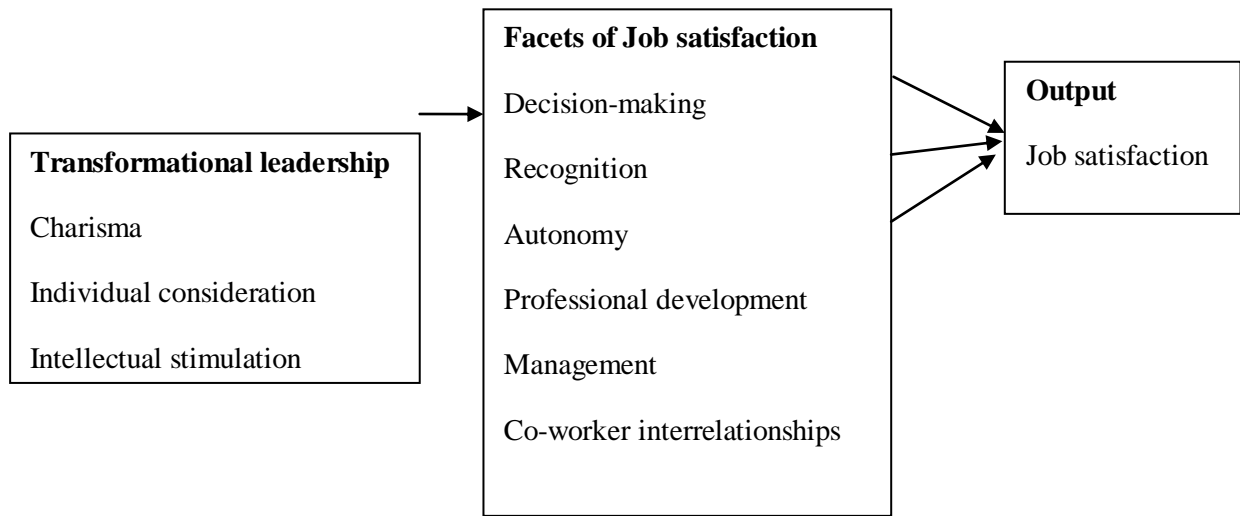 Transformational leadership
Charisma
Individual consideration
Intellectual stimulation
Facets of Job satisfaction
Decision-making
Recognition
Autonomy
Professional development
Management
Co-worker interrelationships
Output
Job satisfaction